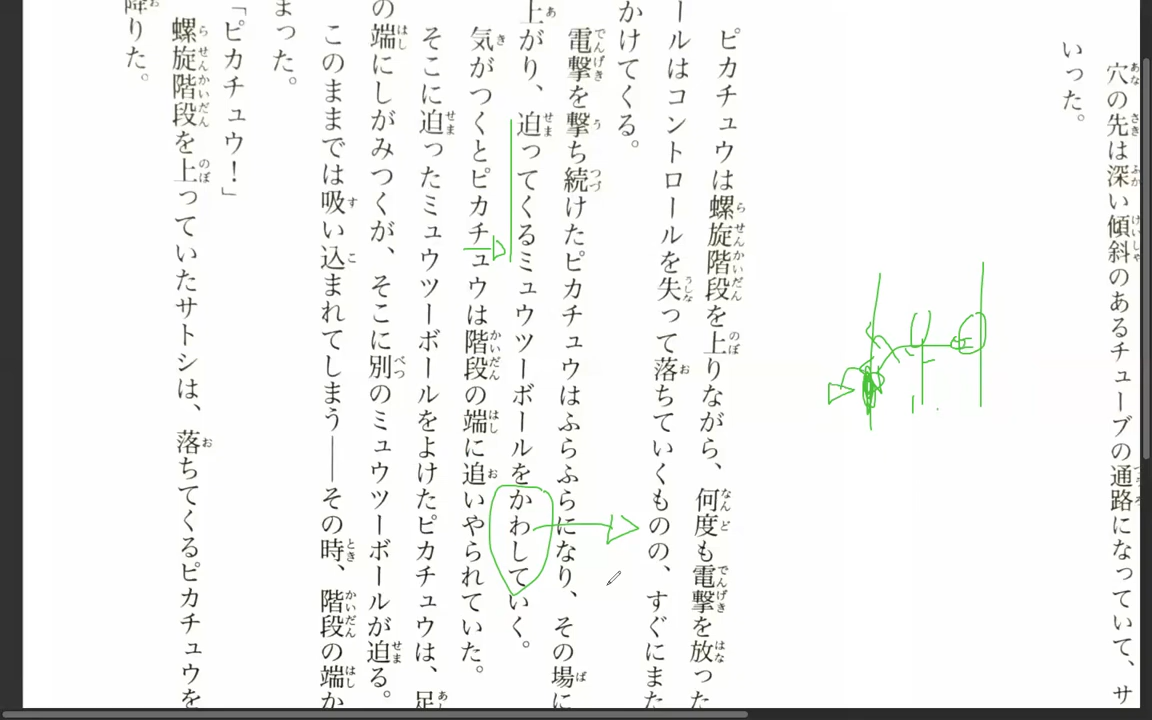 穴の先は深い傾斜のあるチューブの通路になっていて、サ
いった。
ピカチュウは螺旋階段を上りながら、何度も電撃を放った
ールはコントロールを失って落ちていくものの、すぐにまた
かけてくる。
電撃を撃ち続けたピカチュウはふらふらになり、その場に
上がり、迫ってくるミュウツーボールをかわしていく。
気がつくとピカチュウは階段の端に追いやられていた。
そこに迫ったミュウツーボールをよけたピカチュウは、足
の端にしがみつくが、そこに別のミュウツーボールが迫る。
このままでは吸い込まれてしまう――その時、階段の端か
まった。
「ピカチュウ！」
螺旋階段を上っていたサトシは、落ちてくるピカチュウを
降りた。